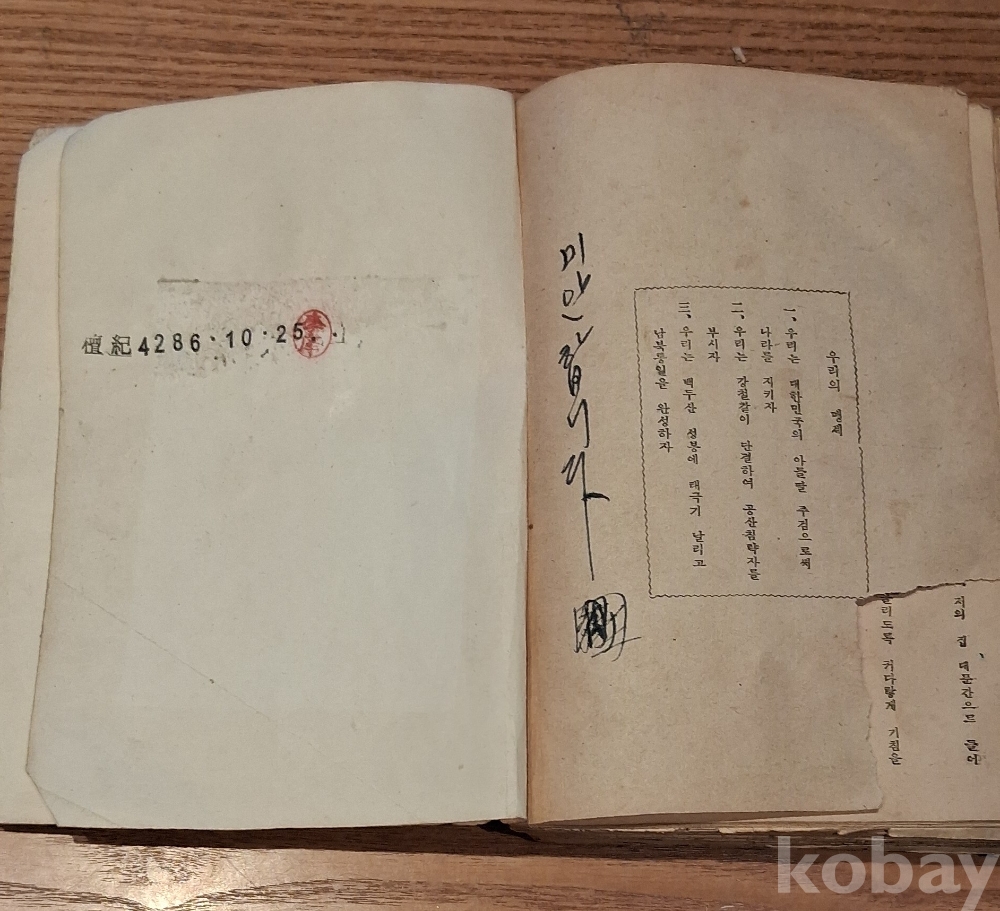 檀紀4286.10.25.
미안합니다
우리의 맹세
一、우리는 대한민국의 아들딸 주검으로써
나라를 지키자
二、우리는 강철같이 단결하여 공산침략자를
부시자
三、우리는 백두산 성봉에 태극기 날리고
남북통일을 완성하자
저의 집 대문간으로 들어
들리도록 커다랗게 기침을
kobay